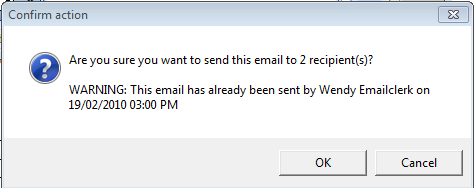 Confirm action
Are you sure you want to send this email to 2 recipient(s)?
WARNING: This email has already been sent by Wendy Emailclerk on
19/02/2010 03:00 PM
OK
Cancel